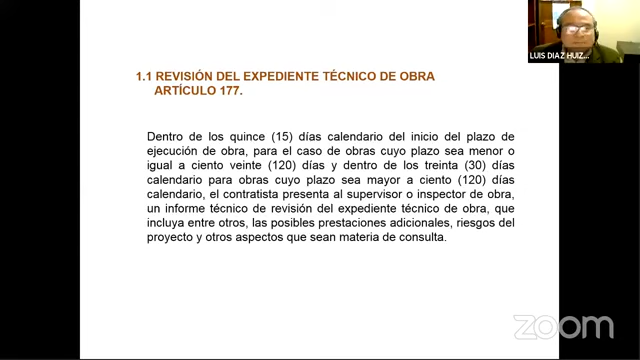 LUIS DIAZ HUIZ...
1.1 REVISIÓN DEL EXPEDIENTE TÉCNICO DE OBRA
ARTÍCULO 177.
Dentro de los quince (15) días calendario del inicio del plazo de
ejecución de obra, para el caso de obras cuyo plazo sea menor o
igual a ciento veinte (120) días y dentro de los treinta (30) días
calendario para obras cuyo plazo sea mayor a ciento (120) días
calendario, el contratista presenta al supervisor o inspector de obra,
un informe técnico de revisión del expediente técnico de obra, que
incluya entre otros, las posibles prestaciones adicionales, riesgos del
proyecto y otros aspectos que sean materia de consulta.
zoom